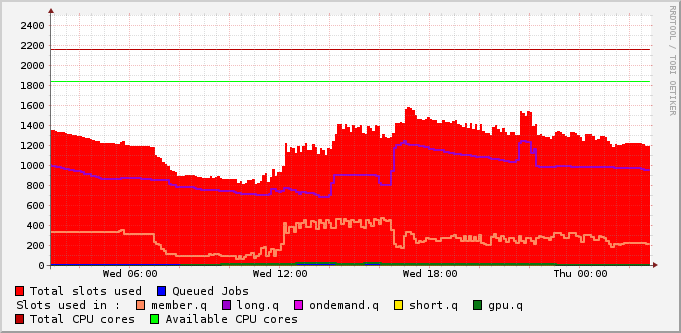 2400
2200
2000
1800
1600
1400
1200
1000
800
600
400
200
0
Wed 06:00 Wed 12:00 Wed 18:00 Thu 00:00
Total slots used Queued Jobs
Slots used in : member.q long.q ondemand.q short.q gpu.q
Total CPU cores Available CPU cores
RRDTOOL / TOBI OETIKER